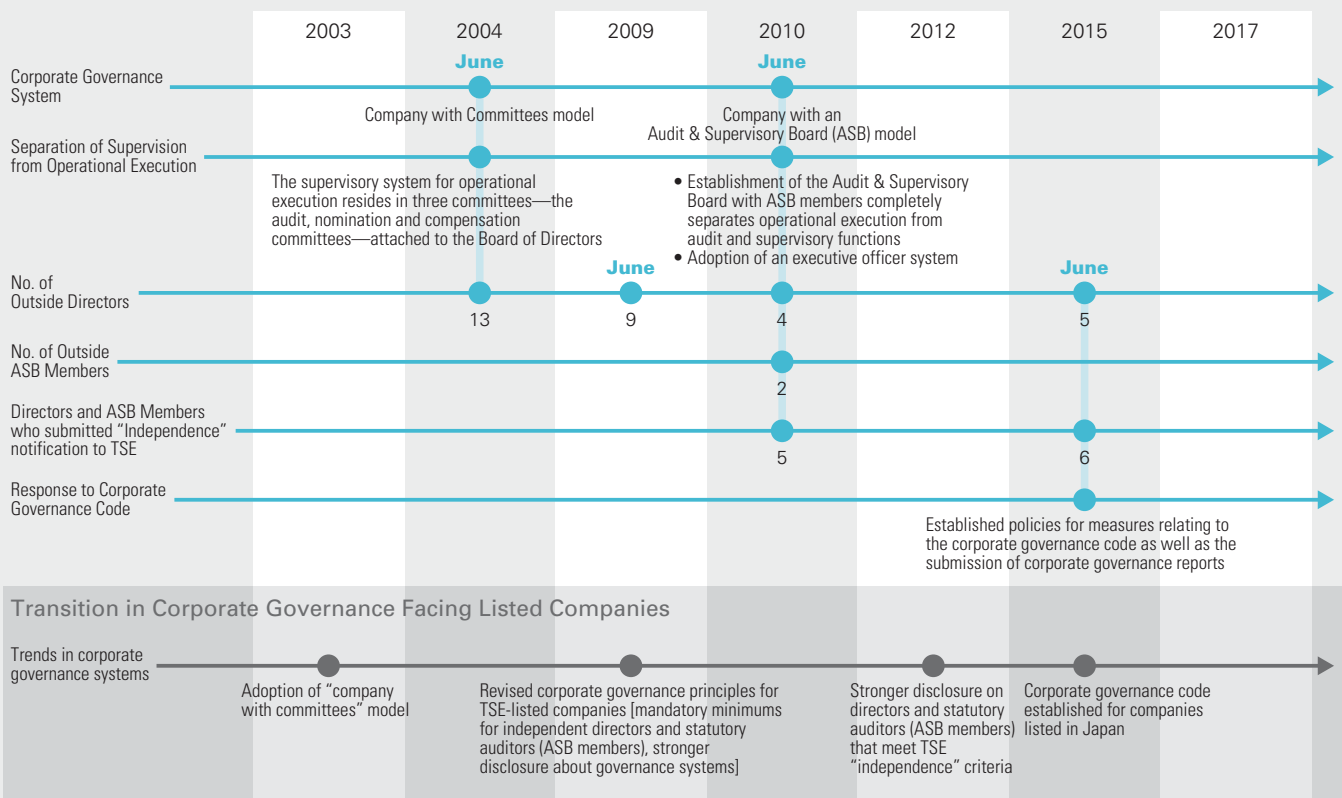 2003 2004 2009 2010 2012 2015 2017
June June
Corporate Governance
System
Company with Committees model
Company with an
Audit & Supervisory Board (ASB) model
Separation of Supervision
from Operational Execution
The supervisory system for operational
execution resides in three committees—the
audit, nomination and compensation
committees—attached to the Board of Directors
• Establishment of the Audit & Supervisory
Board with ASB members completely
separates operational execution from
audit and supervisory functions
• Adoption of an executive officer system
June June
No. of
Outside Directors
13 9 4 5
No. of Outside
ASB Members
2
Directors and ASB Members
who submitted “Independence”
notification to TSE
5 6
Response to Corporate
Governance Code
Established policies for measures relating to
the corporate governance code as well as the
submission of corporate governance reports
Transition in Corporate Governance Facing Listed Companies
Trends in corporate
governance systems
Adoption of “company
with committees” model
Revised corporate governance principles for
TSE-listed companies [mandatory minimums
for independent directors and statutory
auditors (ASB members), stronger
disclosure about governance systems]
Stronger disclosure on
directors and statutory
auditors (ASB members)
that meet TSE
“independence” criteria
Corporate governance code
established for companies
listed in Japan